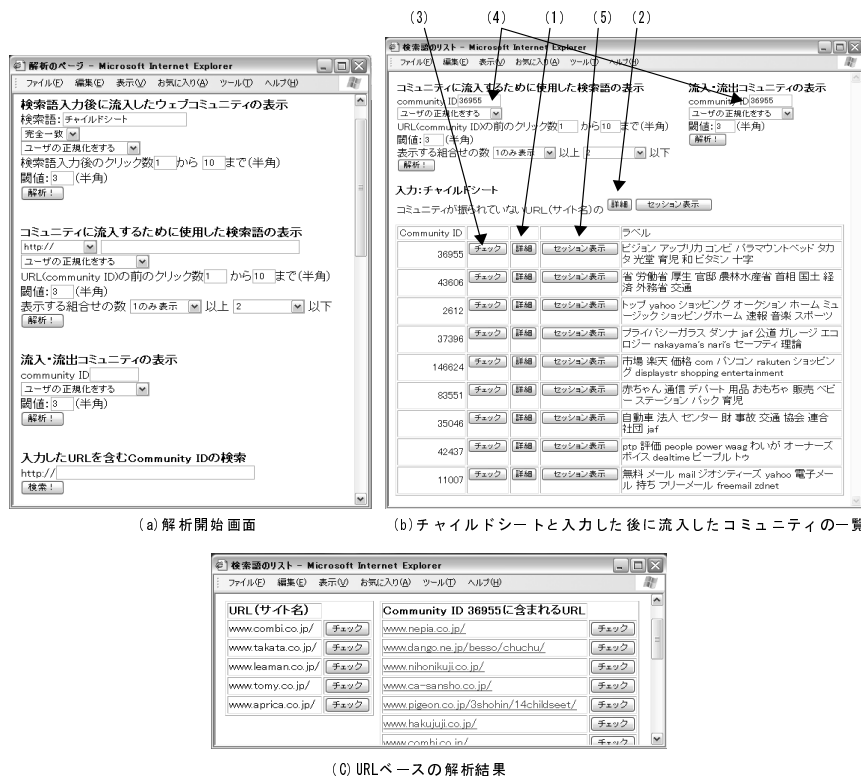 (3) (4) (1) (5) (2)
解析のページ - Microsoft Internet Explorer
ファイル(F) 編集(E) 表示(V) お気に入り(A) ツール(T) ヘルプ(H)
検索語入力後に流入したウェブコミュニティの表示
検索語: チャイルドシート
完全一致
ユーザの正規化をする
検索語入力後のクリック数 1 から 10 まで(半角)
閾値: 3 (半角)
解析！
コミュニティに流入するために使用した検索語の表示
http://
ユーザの正規化をする
URL(community ID)の前のクリック数 1 から 10 まで(半角)
閾値: 3 (半角)
表示する組合せの数 1のみ表示 以上 2 以下
解析！
流入・流出コミュニティの表示
community ID
ユーザの正規化をする
閾値: 3 (半角)
解析！
入力したURLを含むCommunity IDの検索
http://
検索！
(a)解析開始画面
検索語のリスト - Microsoft Internet Explorer
ファイル(F) 編集(E) 表示(V) お気に入り(A) ツール(T) ヘルプ(H)
コミュニティに流入するために使用した検索語の表示
community ID 36955
ユーザの正規化をする
URL(community ID)の前のクリック数 1 から 10 まで(半角)
閾値: 3 (半角)
表示する組合せの数 1のみ表示 以上 2 以下
解析！
流入・流出コミュニティの表示
community ID 36955
ユーザの正規化をする
閾値: 3 (半角)
解析！
入力:チャイルドシート
コミュニティが振られていないURL(サイト名)の 詳細 セッション表示
Community ID ラベル
36955 チェック 詳細 セッション表示 ビジョン アップリカ コンビ パラマウントベッド タカ
タ 光堂 育児 和 ビタミン 十字
43606 チェック 詳細 セッション表示 省 労働省 厚生 官邸 農林水産省 首相 国土 経
済 外務省 交通
2612 チェック 詳細 セッション表示 トップ yahoo ショッピング オークション ホーム ミュ
ージック ショッピングホーム 速報 音楽 スポーツ
37396 チェック 詳細 セッション表示 プライバシーガラス ダンナ jaf 公道 ガレージ エコ
ロジー nakayama's nari's セーフティ 理論
146624 チェック 詳細 セッション表示 市場 楽天 価格 com パソコン rakuten ショッピン
グ displaystr shopping entertainment
83551 チェック 詳細 セッション表示 赤ちゃん 通信 デパート 用品 おもちゃ 販売 ベビ
ー ステーション バック 育児
35046 チェック 詳細 セッション表示 自動車 法人 センター 財 事故 交通 協会 連合
社団 jaf
42437 チェック 詳細 セッション表示 ptp 評価 people power waag わいが オーナーズ
ボイス dealtime ピープル トゥ
11007 チェック 詳細 セッション表示 無料 メール mail ジオシティーズ yahoo 電子メー
ル 持ち フリーメール freemail zdnet
(b)チャイルドシートと入力した後に流入したコミュニティの一覧
検索語のリスト - Microsoft Internet Explorer
ファイル(F) 編集(E) 表示(V) お気に入り(A) ツール(T) ヘルプ(H)
URL(サイト名) Community ID 36955に含まれるURL
www.combi.co.jp/ チェック www.nepia.co.jp/ チェック
www.takata.co.jp/ チェック www.dango.ne.jp/besso/chuchu/ チェック
www.leaman.co.jp/ チェック www.nihonikuji.co.jp/ チェック
www.tomy.co.jp/ チェック www.ca-sansho.co.jp/ チェック
www.aprica.co.jp/ チェック www.pigeon.co.jp/3shohin/14childseet/ チェック
www.hakujuji.co.jp/ チェック
www.combi.co.jp/ チェック
(C)URLベースの解析結果